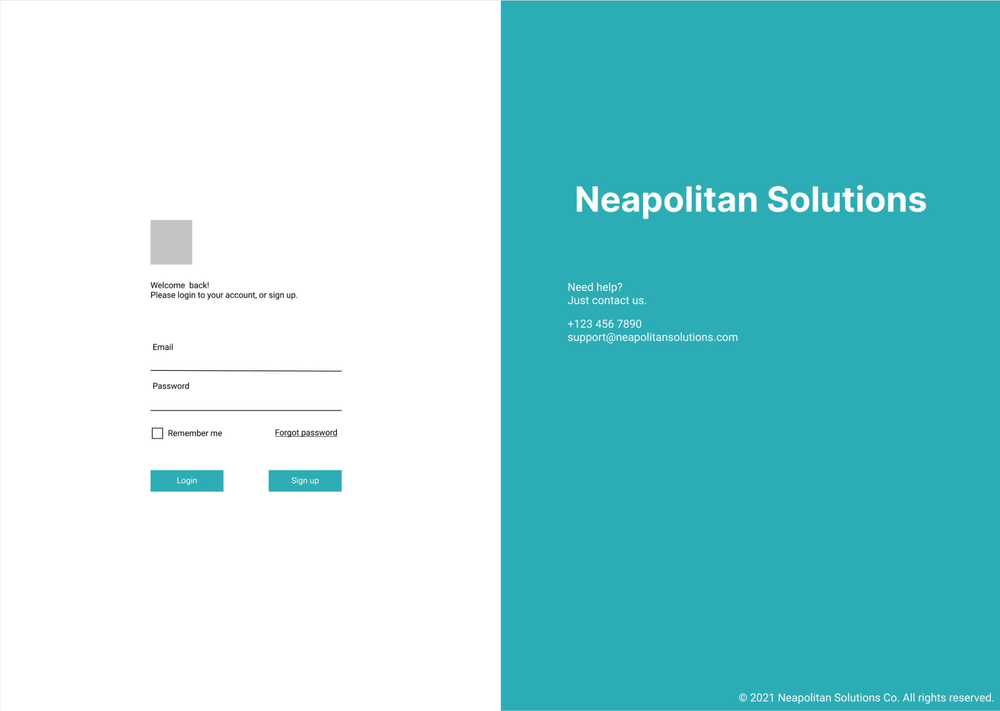 Welcome  back!
Please login to your account, or sign up.
Email
Password
Remember me
Forgot password
Login
Sign up
Neapolitan Solutions
Need help?
Just contact us.
+123 456 7890
support@neapolitansolutions.com
© 2021 Neapolitan Solutions Co. All rights reserved.